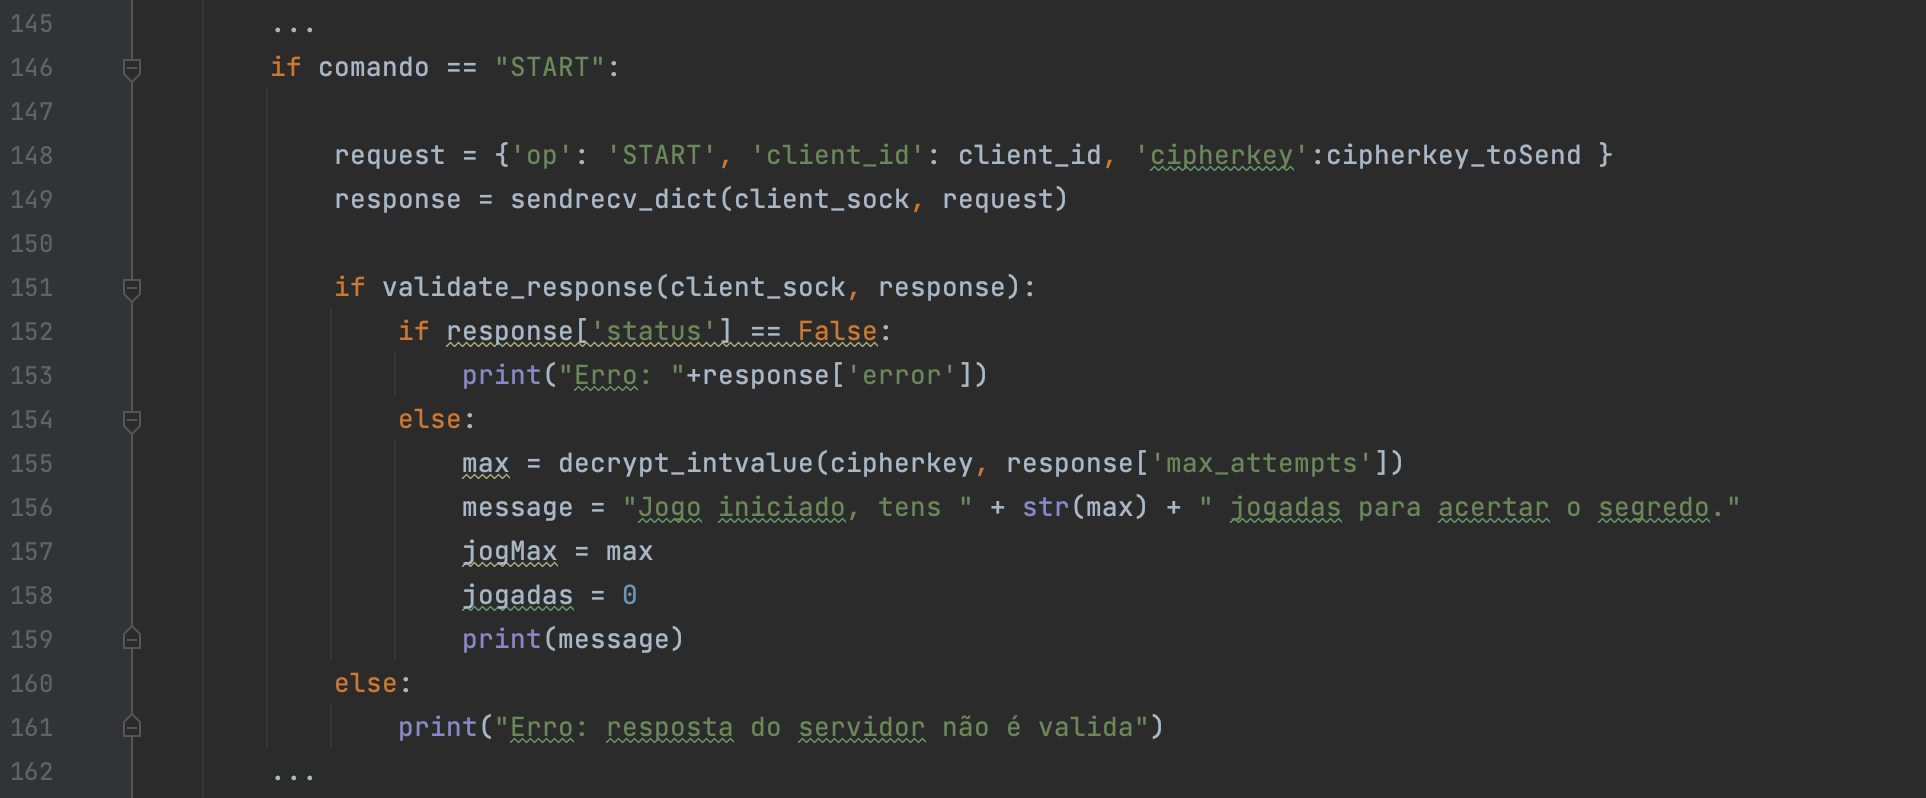 145 ...
146 if comando == "START":
147
148 request = {'op': 'START', 'client_id': client_id, 'cipherkey':cipherkey_toSend }
149 response = sendrecv_dict(client_sock, request)
150
151 if validate_response(client_sock, response):
152 if response['status'] == False:
153 print("Erro: "+response['error'])
154 else:
155 max = decrypt_intvalue(cipherkey, response['max_attempts'])
156 message = "Jogo iniciado, tens " + str(max) + " jogadas para acertar o segredo."
157 jogMax = max
158 jogadas = 0
159 print(message)
160 else:
161 print("Erro: resposta do servidor não é valida")
162 ...